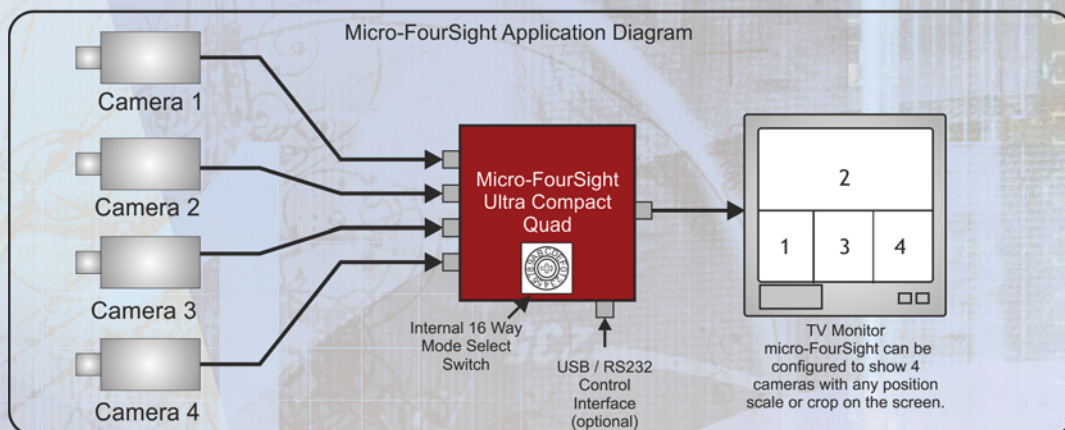 Micro-FourSight Application Diagram
Camera 1
Camera 2
Camera 3
Camera 4
Micro-FourSight
Ultra Compact
Quad
Internal 16 Way
Mode Select
Switch
USB / RS232
Control
Interface
(optional)
2
1 3 4
TV Monitor
micro-FourSight can be
configured to show 4
cameras with any position
scale or crop on the screen.